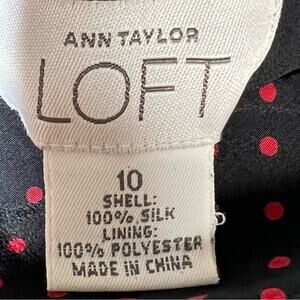 ANN TAYLOR
LOFT
10
SHELL:
100% SILK
LINING:
100% POLYESTER
MADE IN CHINA